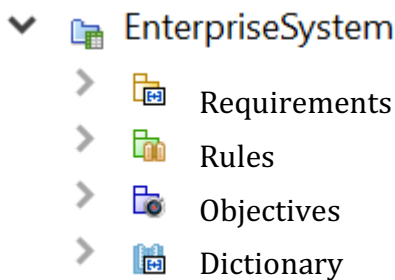 EnterpriseSystem
Requirements
Rules
Objectives
Dictionary